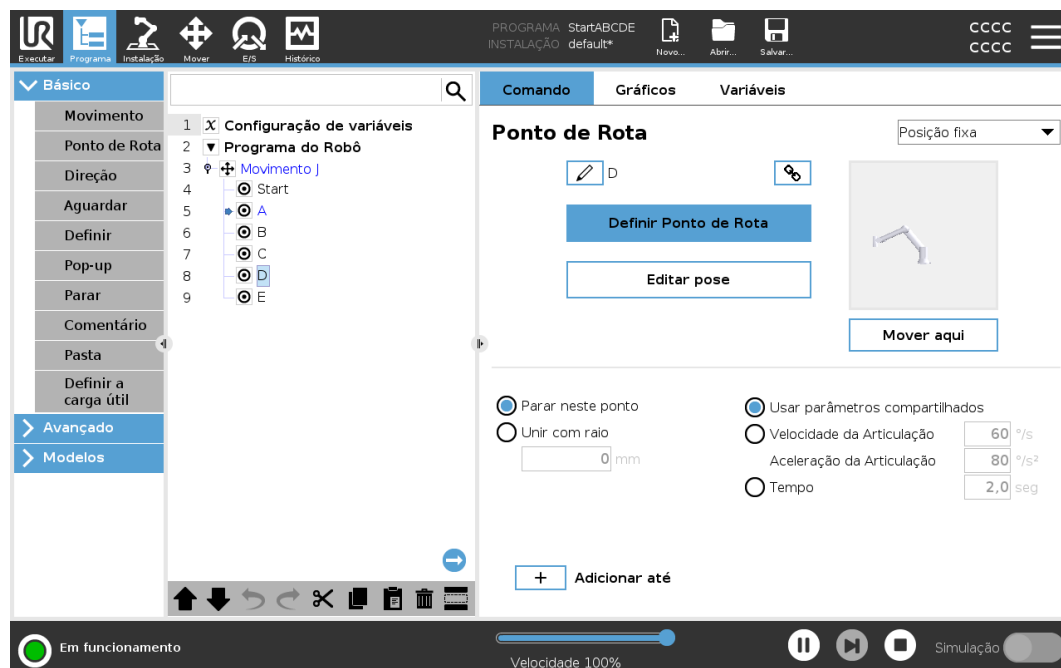 PROGRAMA StartABCDE
INSTALAÇÃO default*
CCCC
CCCC
UR
Executar
Programa
Instalação
Mover
E/S
Histórico
Novo...
Abrir...
Salvar...
Básico
Movimento
Ponto de Rota
Direção
Aguardar
Definir
Pop-up
Parar
Comentário
Pasta
Definir a
carga útil
Avançado
Modelos
1 X Configuração de variáveis
2 Programa do Robô
3 Movimento J
4 Start
5 A
6 B
7 C
8 D
9 E
Comando Gráficos Variáveis
Ponto de Rota
Posição fixa
D
Definir Ponto de Rota
Editar pose
Mover aqui
Parar neste ponto
Unir com raio
0 mm
Usar parâmetros compartilhados
Velocidade da Articulação 60 °/s
Aceleração da Articulação 80 °/s²
Tempo 2,0 seg
+ Adicionar até
Em funcionamento
Velocidade 100%
Simulação